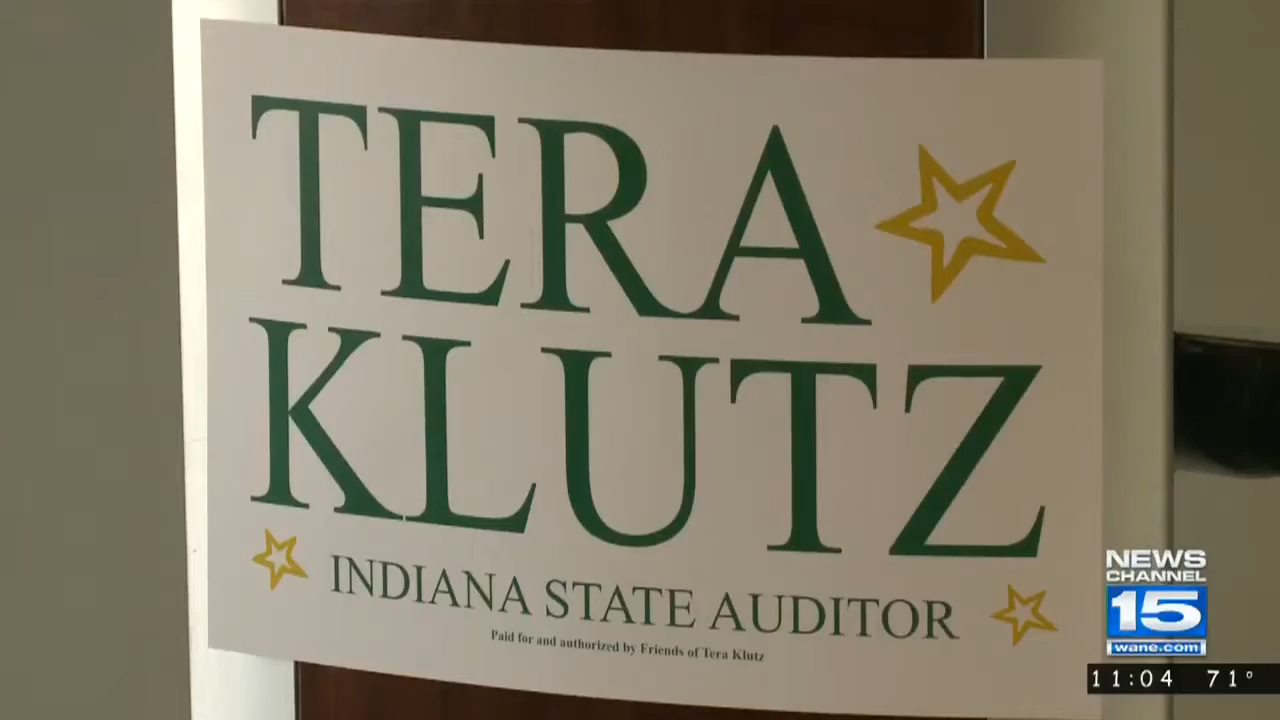 TERA
KLUTZ
INDIANA STATE AUDITOR
Paid for and authorized by Friends of Tera Klutz
NEWS
CHANNEL
15
wane.com
11:04 71°